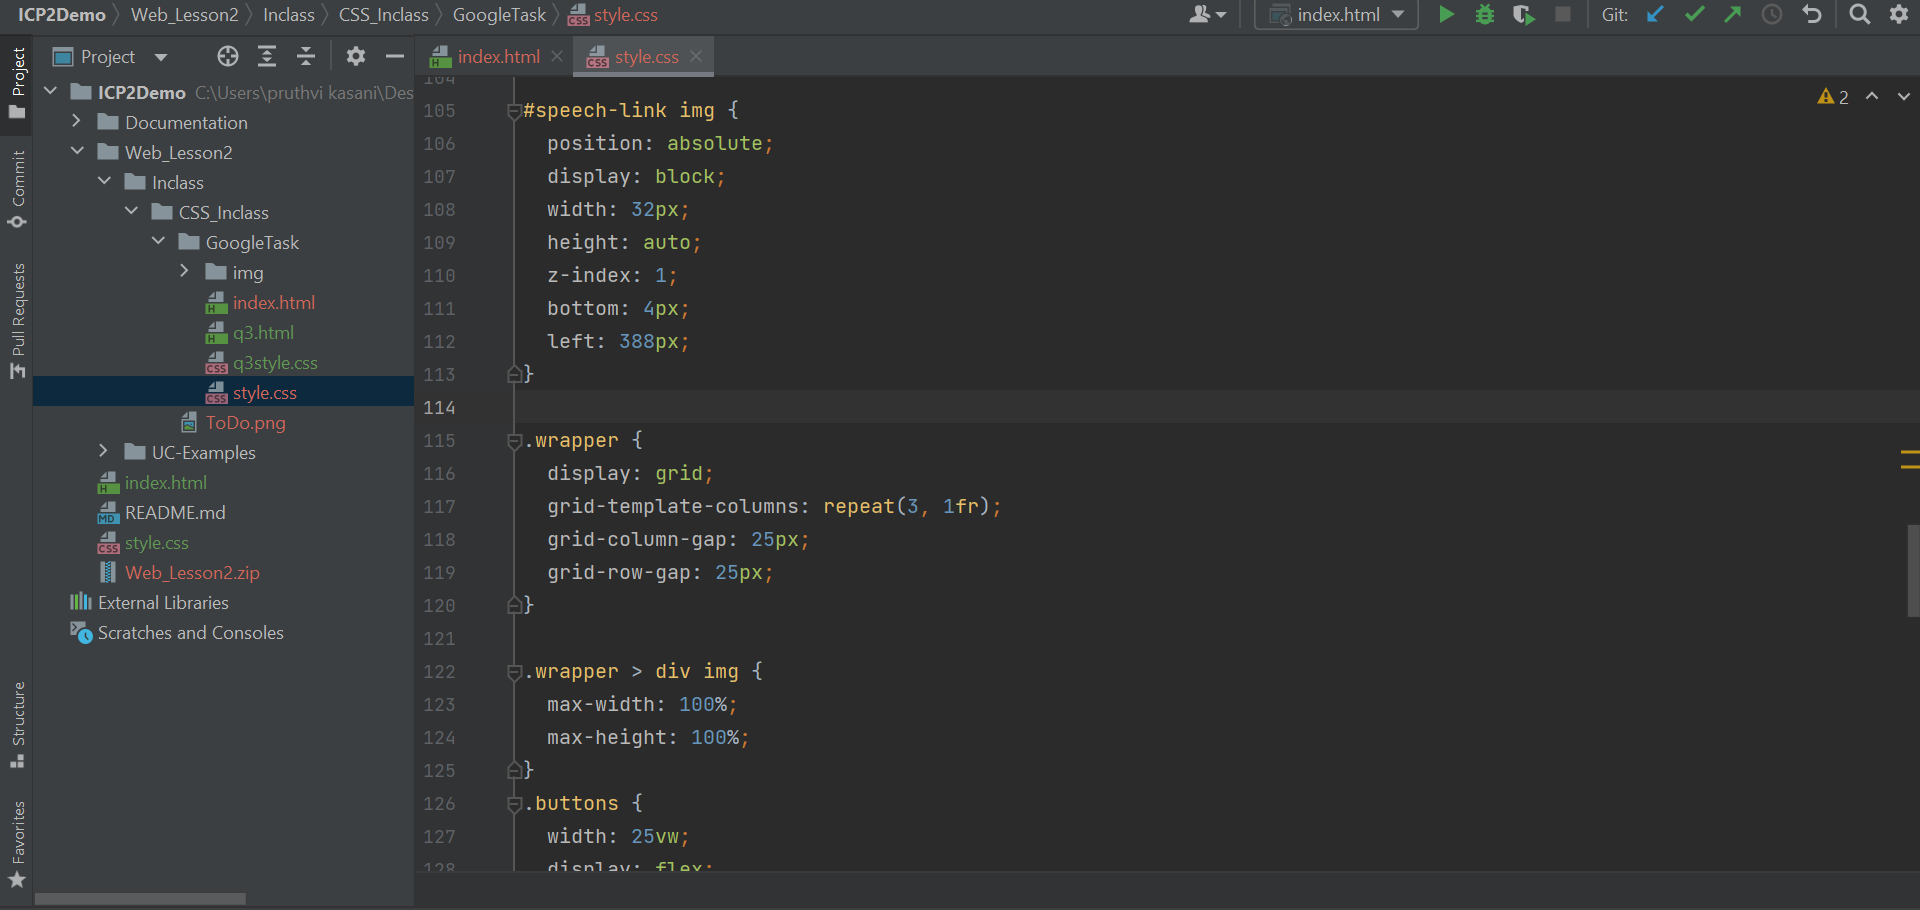 ICP2Demo Web_Lesson2 Inclass CSS_Inclass GoogleTask style.css index.html Git:
Project index.html style.css
Project
Commit
Pull Requests
Structure
Favorites
ICP2Demo C:\Users\pruthvi kasani\Des
Documentation
Web_Lesson2
Inclass
CSS_Inclass
GoogleTask
img
index.html
q3.html
q3style.css
style.css
ToDo.png
UC-Examples
index.html
README.md
style.css
Web_Lesson2.zip
External Libraries
Scratches and Consoles
2
104
105 #speech-link img {
106 position: absolute;
107 display: block;
108 width: 32px;
109 height: auto;
110 z-index: 1;
111 bottom: 4px;
112 left: 388px;
113 }
114
115 .wrapper {
116 display: grid;
117 grid-template-columns: repeat(3, 1fr);
118 grid-column-gap: 25px;
119 grid-row-gap: 25px;
120 }
121
122 .wrapper > div img {
123 max-width: 100%;
124 max-height: 100%;
125 }
126 .buttons {
127 width: 25vw;
128 display: flex;